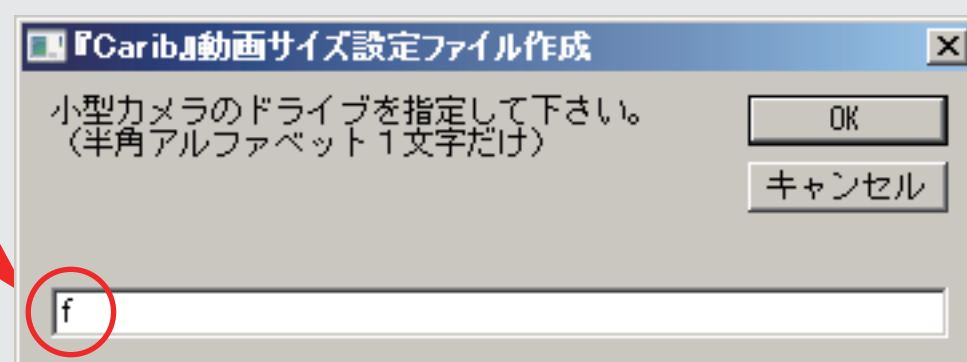 『Carib』動画サイズ設定ファイル作成
小型カメラのドライブを指定して下さい。
（半角アルファベット１文字だけ）
OK
キャンセル
f